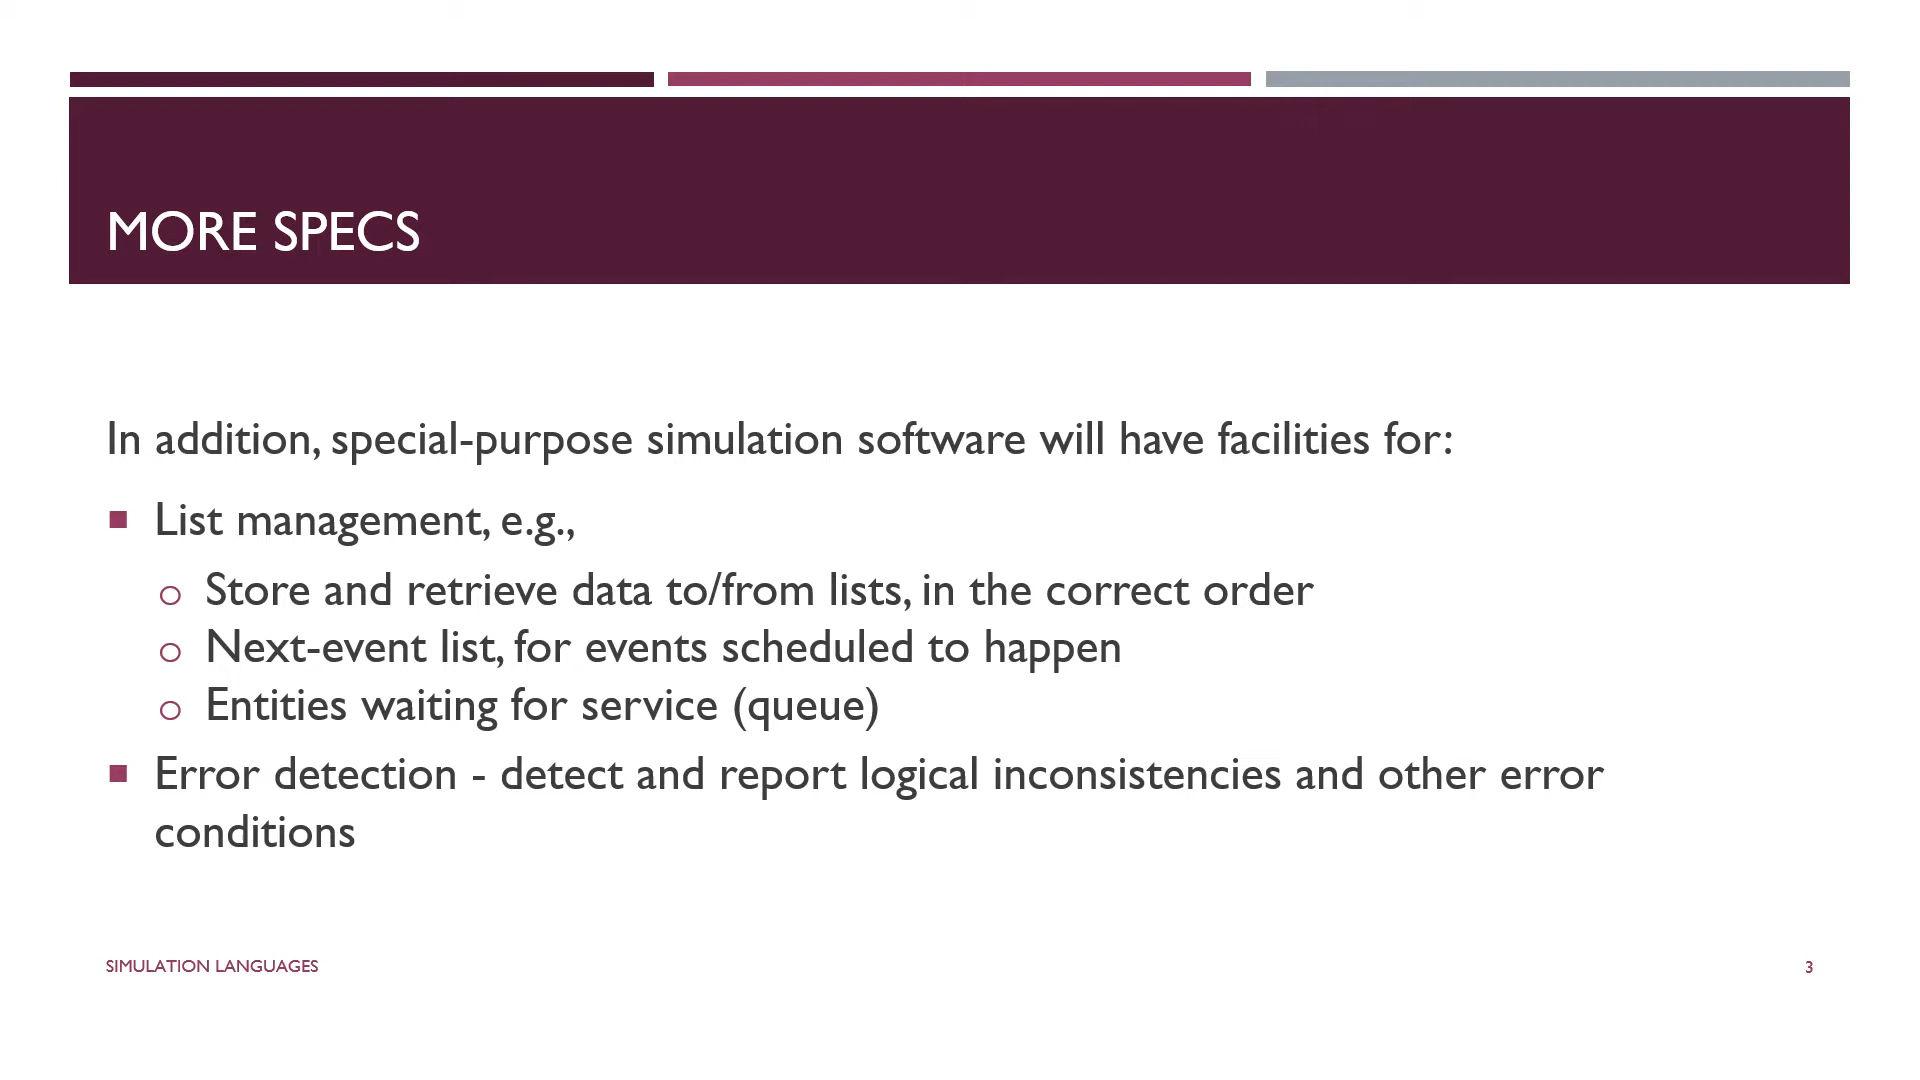 MORE SPECS
In addition, special-purpose simulation software will have facilities for:
List management, e.g.,
Store and retrieve data to/from lists, in the correct order
Next-event list, for events scheduled to happen
Entities waiting for service (queue)
Error detection - detect and report logical inconsistencies and other error
conditions
SIMULATION LANGUAGES
3